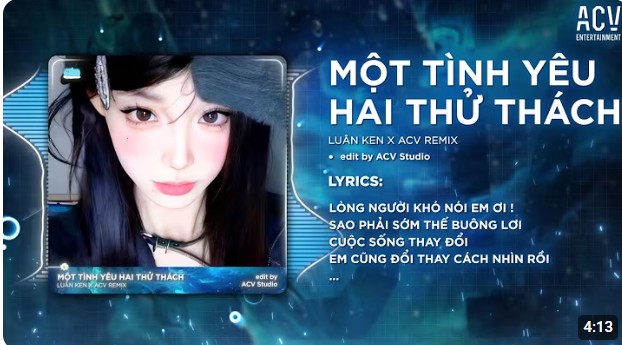 ACV
ENTERTAINMENT
MỘT TÌNH YÊU
HAI THỬ THÁCH
LUÂN KEN X ACV REMIX
• edit by ACV Studio
LYRICS:
LÒNG NGƯỜI KHÓ NÓI EM ƠI !
SAO PHẢI SỚM THẾ BUÔNG LƠI
CUỘC SỐNG THAY ĐỔI
EM CŨNG ĐỔI THAY CÁCH NHÌN RỒI
...
MỘT TÌNH YÊU HAI THỬ THÁCH
LUÂN KEN X ACV REMIX
edit by
ACV Studio
4:13